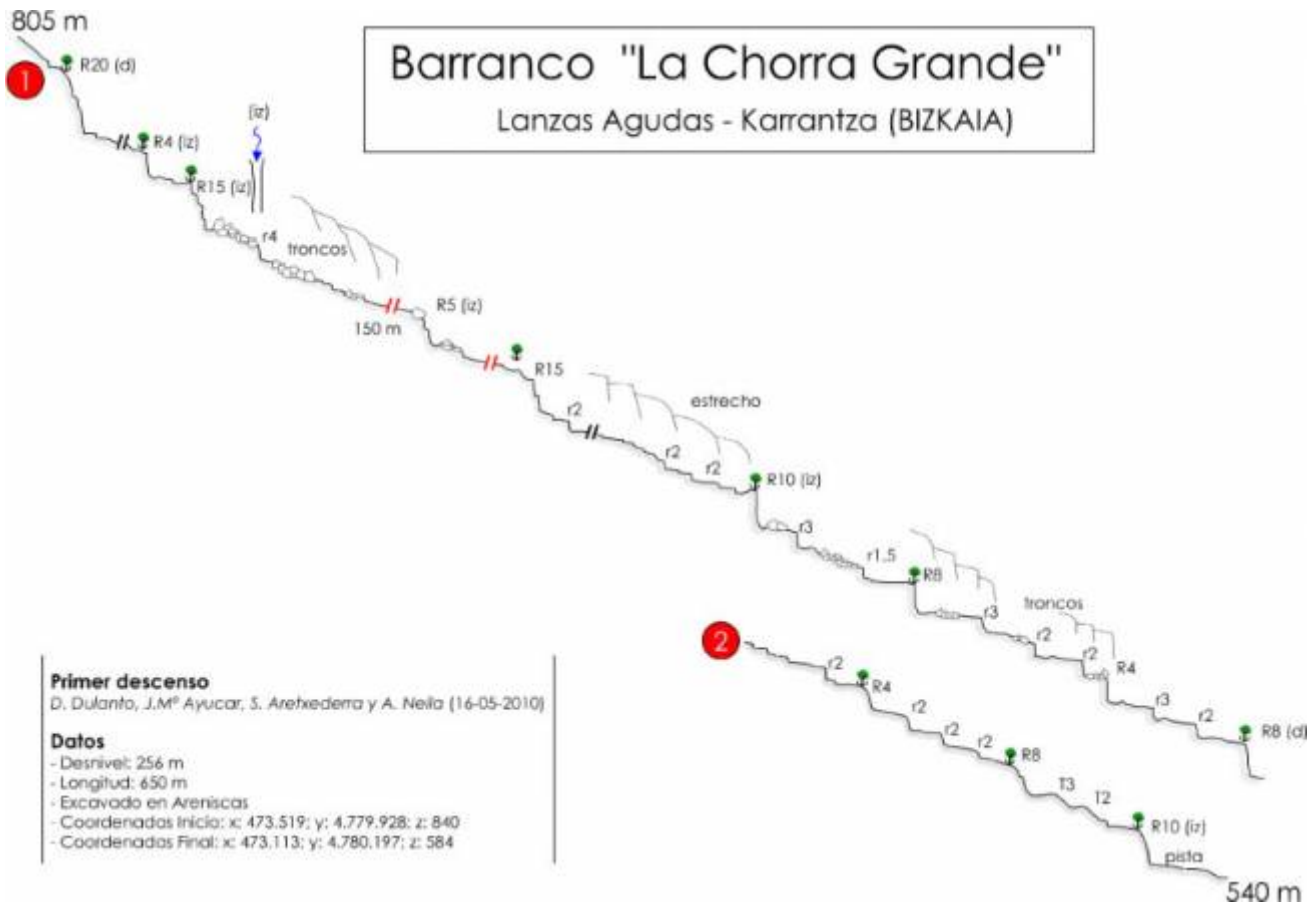 805 m
Barranco "La Chorra Grande"
Lanzas Agudas - Karrantza (BIZKAIA)
1
R20 (d)
(iz)
R4 (iz)
R15 (iz)
r4
troncos
150 m
R5 (iz)
R15
r2
estrecho
r2
r2
R10 (iz)
r3
r1,5
R8
troncos
r3
r2
r2
R4
r3
r2
R8 (d)
2
r2
R4
r2
r2
r2
R8
T3
T2
R10 (iz)
pista
540 m
Primer descenso
D. Dulanto, J.Mº Ayucar, S. Aretxederra y A. Neila (16-05-2010)
Datos
- Desnivel: 256 m
- Longitud: 650 m
- Excavado en Areniscas
- Coordenadas Inicio: x: 473.519; y: 4.779.928; z: 840
- Coordenadas Final: x: 473.113; y: 4.780.197; z: 584